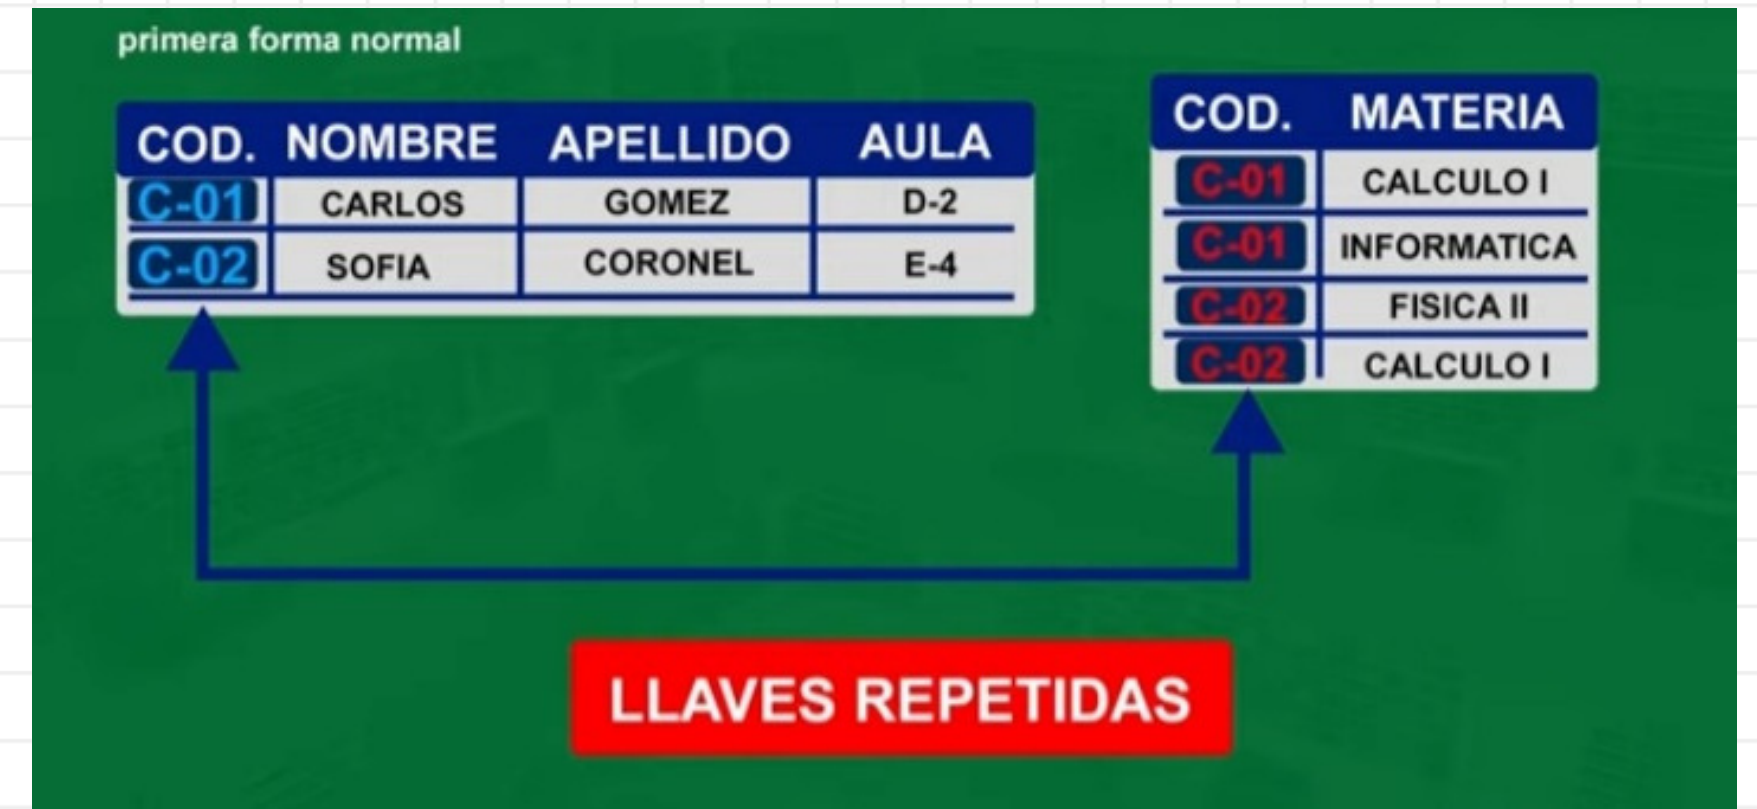 primera forma normal
COD. NOMBRE APELLIDO AULA
C-01 CARLOS GOMEZ D-2
C-02 SOFIA CORONEL E-4
COD. MATERIA
C-01 CALCULO I
C-01 INFORMATICA
C-02 FISICA II
C-02 CALCULO I
LLAVES REPETIDAS